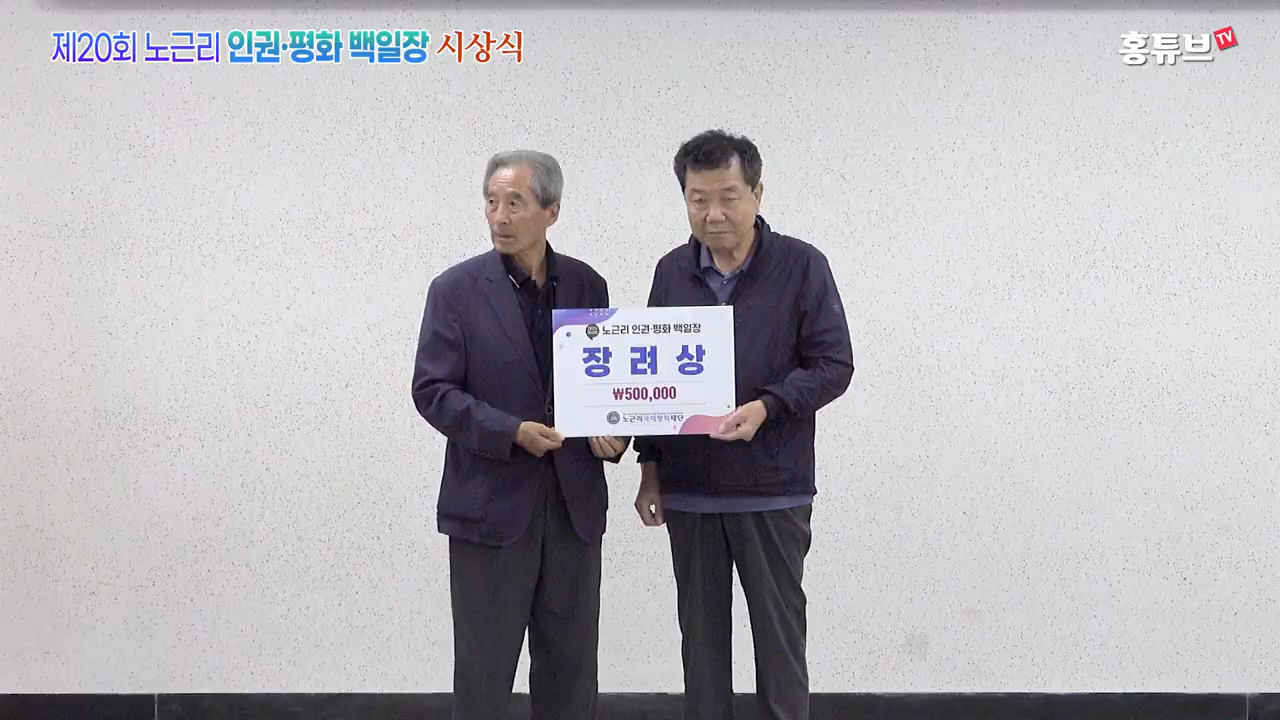 제20회 노근리 인권·평화 백일장 시상식
홍튜브TV
노근리 인권·평화 백일장
장려상
₩500,000
노근리국제평화재단